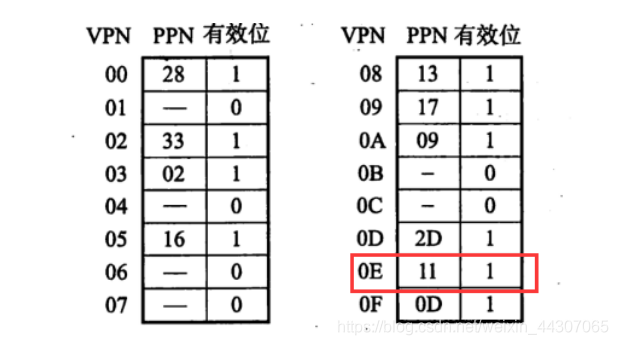 VPN PPN 有效位 VPN PPN 有效位
00 28 1 08 13 1
01 — 0 09 17 1
02 33 1 0A 09 1
03 02 1 0B – 0
04 — 0 0C – 0
05 16 1 0D 2D 1
06 — 0 0E 11 1
07 — 0 0F 0D 1
https://blog.csdn.net/weixin_44307065